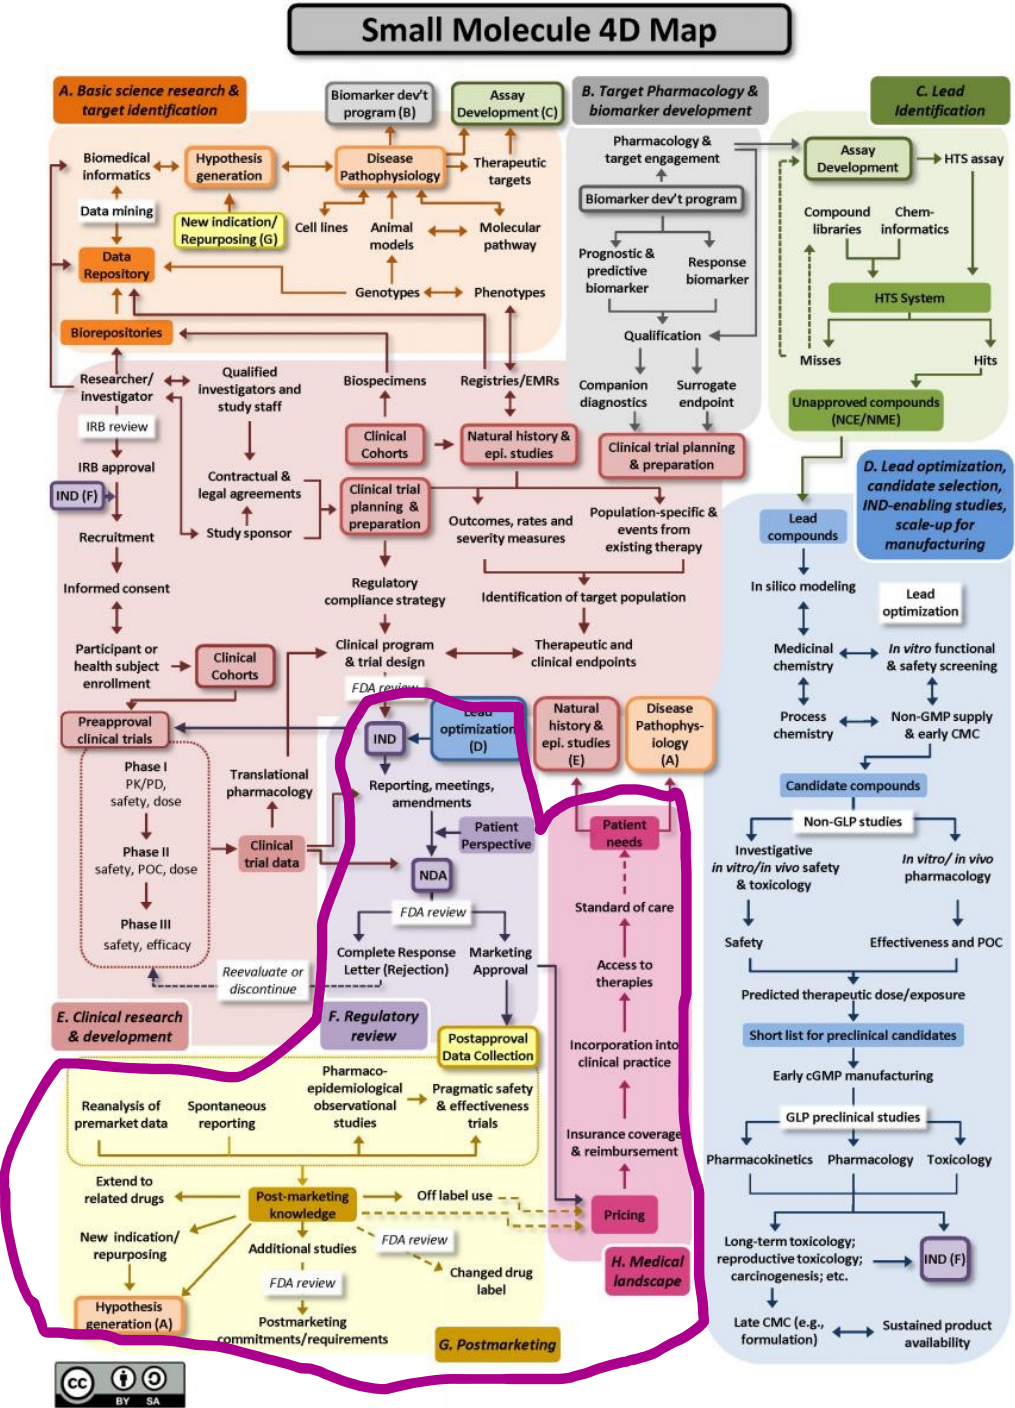 Small Molecule 4D Map
A. Basic science research &
target identification
Biomarker dev't
program (B)
Assay
Development (C)
Biomedical
informatics
Hypothesis
generation
Disease
Pathophysiology
Therapeutic
targets
Data mining
New indication/
Repurposing (G)
Cell lines
Animal
models
Molecular
pathway
Data
Repository
Genotypes
Phenotypes
Biorepositories
B. Target Pharmacology &
biomarker development
Pharmacology &
target engagement
Biomarker dev't program
Prognostic &
predictive
biomarker
Response
biomarker
Qualification
Companion
diagnostics
Surrogate
endpoint
Clinical trial planning
& preparation
C. Lead
Identification
Assay
Development
HTS assay
Compound
libraries
Chem-
informatics
HTS System
Misses
Hits
Unapproved compounds
(NCE/NME)
D. Lead optimization,
candidate selection,
IND-enabling studies,
scale-up for
manufacturing
Lead
compounds
In silico modeling
Lead
optimization
Medicinal
chemistry
In vitro functional
& safety screening
Process
chemistry
Non-GMP supply
& early CMC
Candidate compounds
Non-GLP studies
Investigative
in vitro/in vivo safety
& toxicology
In vitro/ in vivo
pharmacology
Safety
Effectiveness and POC
Predicted therapeutic dose/exposure
Short list for preclinical candidates
Early cGMP manufacturing
GLP preclinical studies
Pharmacokinetics
Pharmacology
Toxicology
Long-term toxicology;
reproductive toxicology;
carcinogenesis; etc.
IND (F)
Late CMC (e.g.,
formulation)
Sustained product
availability
Researcher/
investigator
Qualified
investigators and
study staff
Biospecimens
Registries/EMRs
IRB review
Clinical
Cohorts
Natural history &
epi. studies
IRB approval
IND (F)
Contractual &
legal agreements
Clinical trial
planning &
preparation
Recruitment
Study sponsor
Outcomes, rates and
severity measures
Population-specific &
events from
existing therapy
Informed consent
Regulatory
compliance strategy
Identification of target population
Participant or
health subject
enrollment
Clinical
Cohorts
Clinical program
& trial design
Therapeutic and
clinical endpoints
FDA review
Preapproval
clinical trials
Phase I
PK/PD,
safety, dose
Phase II
safety, POC, dose
Phase III
safety, efficacy
Translational
pharmacology
Clinical
trial data
Reevaluate or
discontinue
E. Clinical research
& development
IND
Lead
optimization
(D)
Natural
history &
epi. studies
(E)
Disease
Pathophys-
iology
(A)
Reporting, meetings,
amendments
Patient
Perspective
NDA
FDA review
Complete Response
Letter (Rejection)
Marketing
Approval
F. Regulatory
review
Postapproval
Data Collection
Patient
needs
Standard of care
Access to
therapies
Incorporation into
clinical practice
Insurance coverage
& reimbursement
Pricing
H. Medical
landscape
Reanalysis of
premarket data
Spontaneous
reporting
Pharmaco-
epidemiological
observational
studies
Pragmatic safety
& effectiveness
trials
Extend to
related drugs
Post-marketing
knowledge
Off label use
New indication/
repurposing
Additional studies
FDA review
Changed drug
label
FDA review
Hypothesis
generation (A)
Postmarketing
commitments/requirements
G. Postmarketing
cc
BY SA